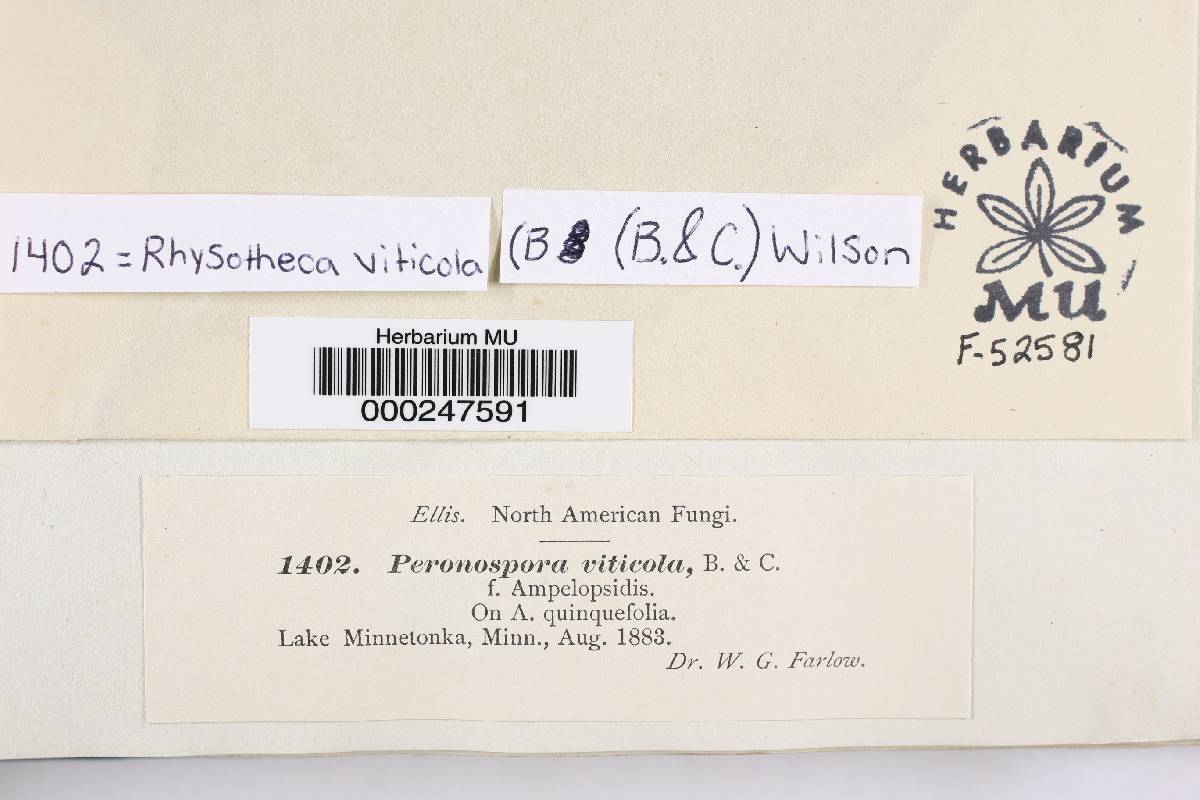 HERBARIUM
MU
F-52581
1402 = Rhysotheca viticola (B (B. & C.) Wilson
Herbarium MU
000247591
Ellis. North American Fungi.
1402. Peronospora viticola, B. & C.
f. Ampelopsidis.
On A. quinquefolia.
Lake Minnetonka, Minn., Aug. 1883.
Dr. W. G. Farlow.